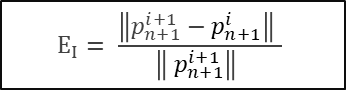 E_I = ‖p_{n+1}^{i+1} − p_{n+1}^{i}‖ / ‖ p_{n+1}^{i+1}‖